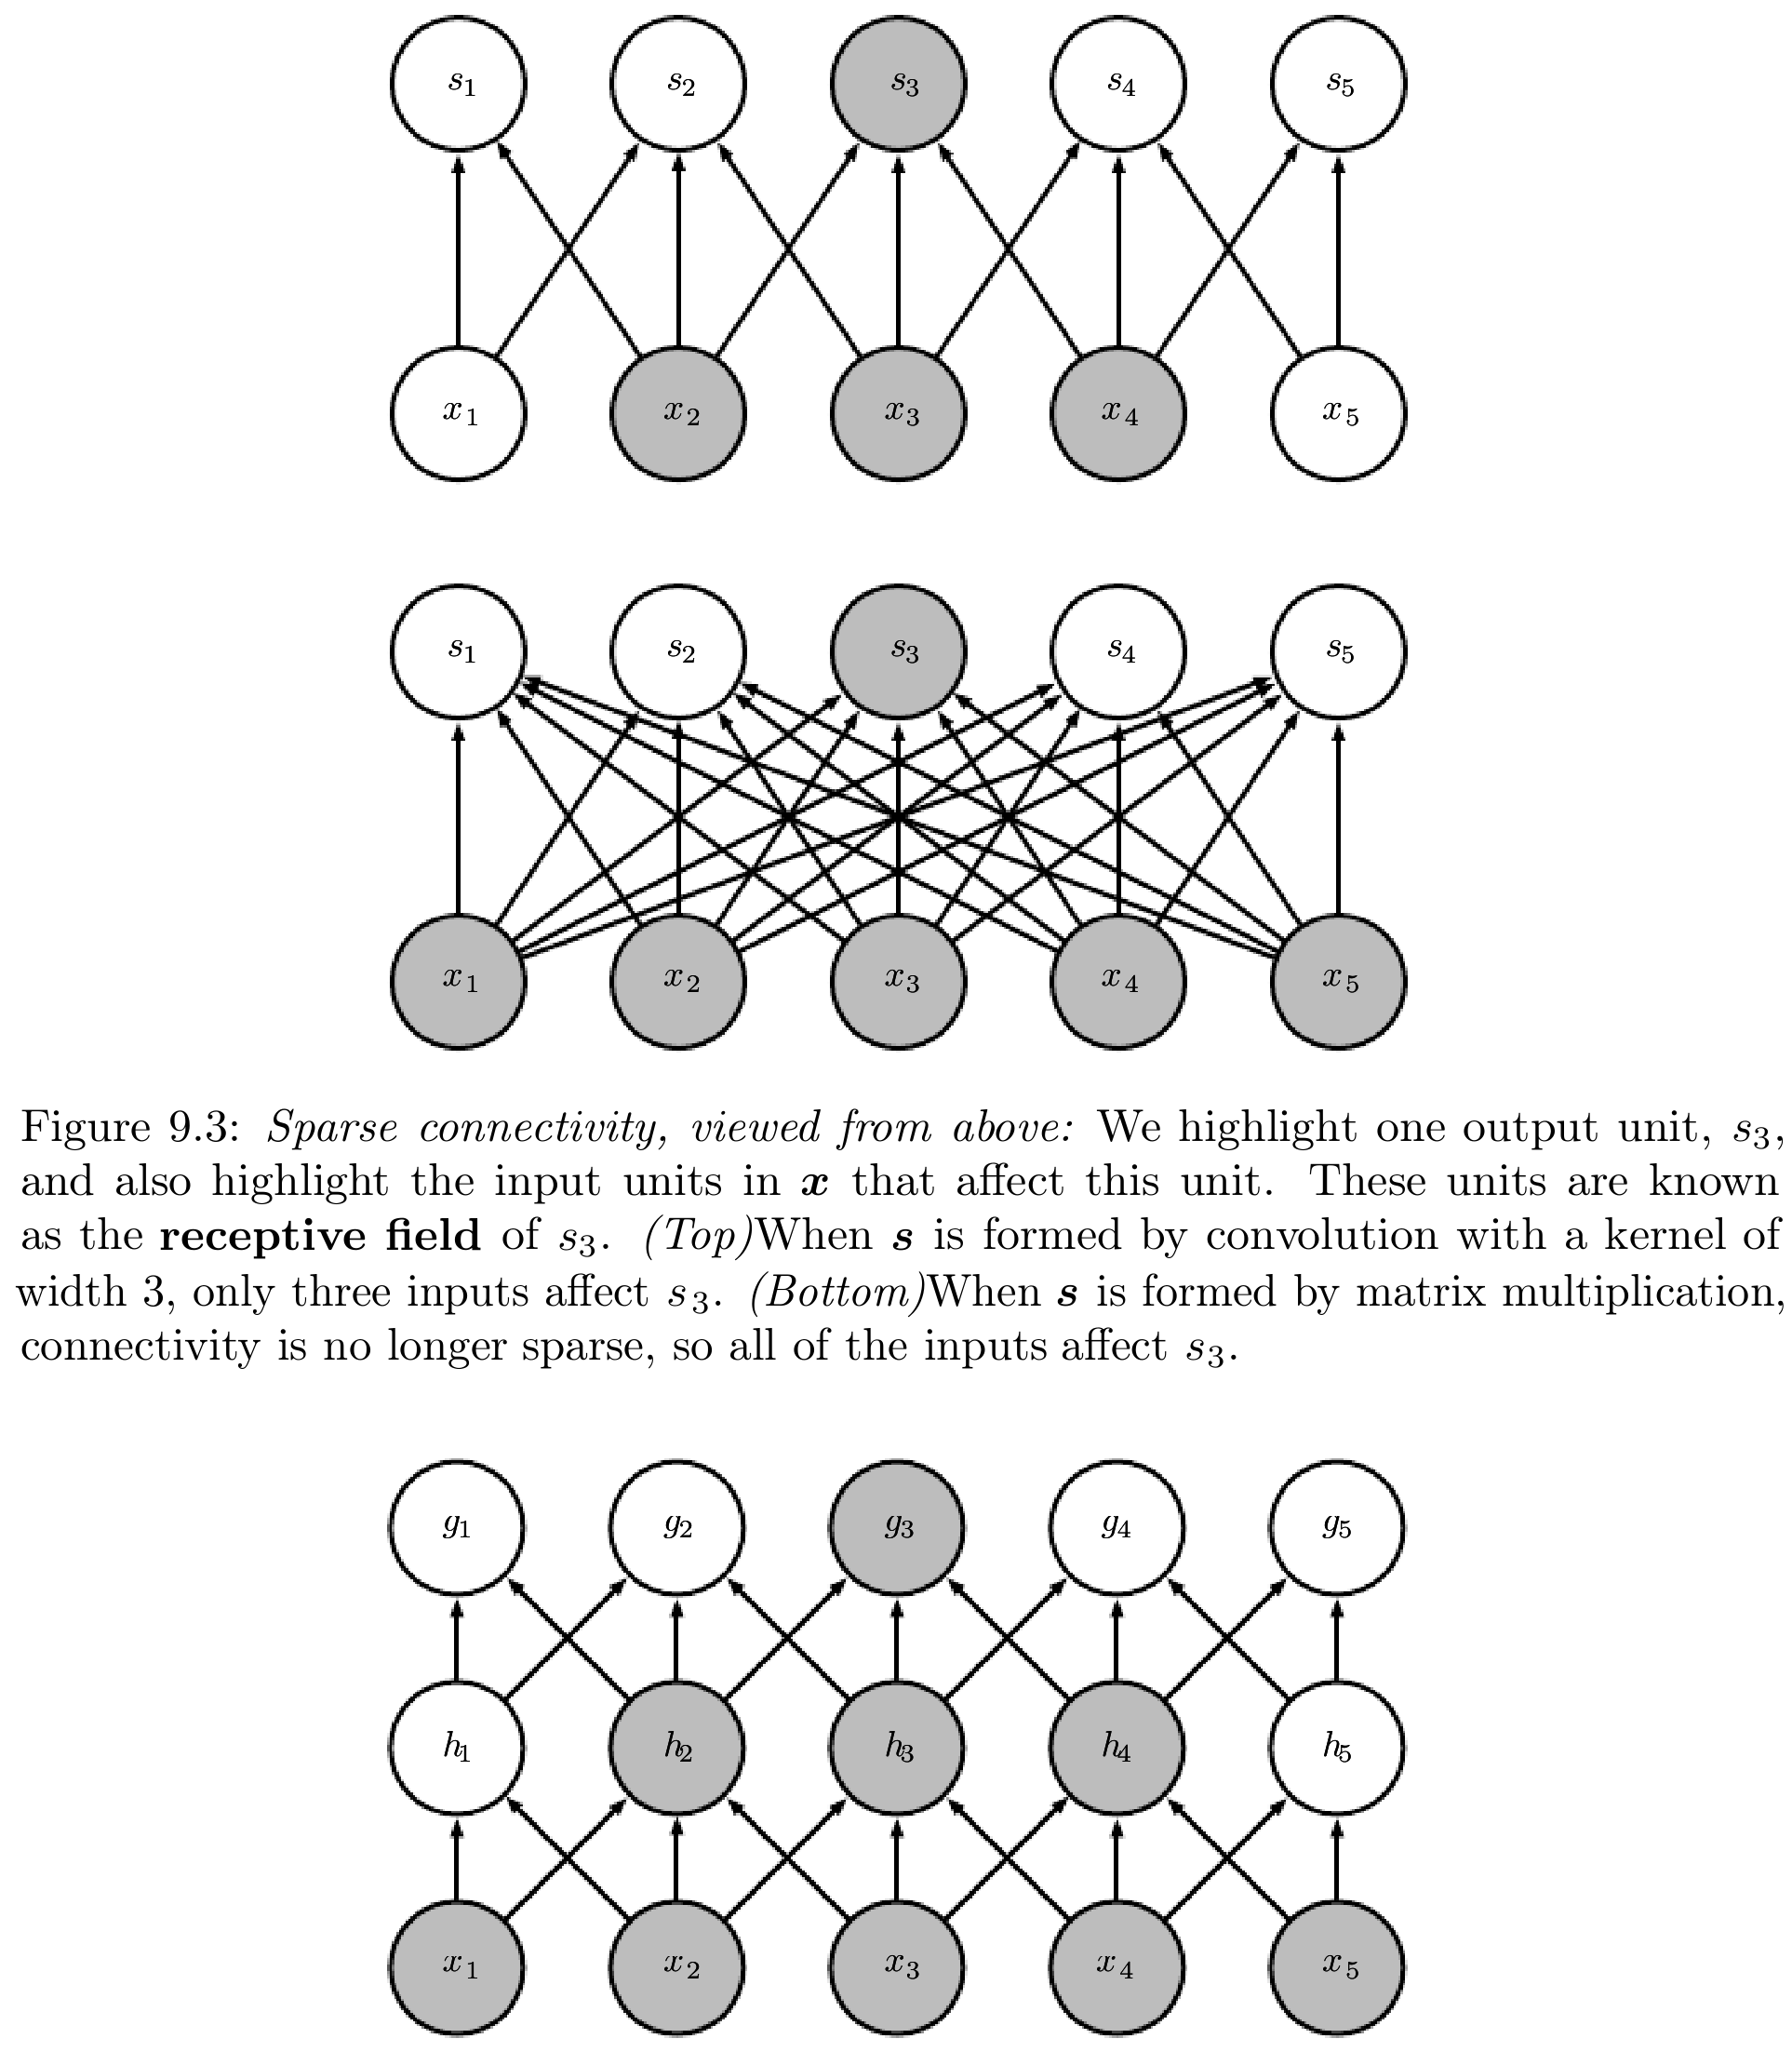 s1 s2 s3 s4 s5
x1 x2 x3 x4 x5
s1 s2 s3 s4 s5
x1 x2 x3 x4 x5
Figure 9.3: Sparse connectivity, viewed from above: We highlight one output unit, s3,
and also highlight the input units in x that affect this unit. These units are known
as the receptive field of s3. (Top)When s is formed by convolution with a kernel of
width 3, only three inputs affect s3. (Bottom)When s is formed by matrix multiplication,
connectivity is no longer sparse, so all of the inputs affect s3.
g1 g2 g3 g4 g5
h1 h2 h3 h4 h5
x1 x2 x3 x4 x5